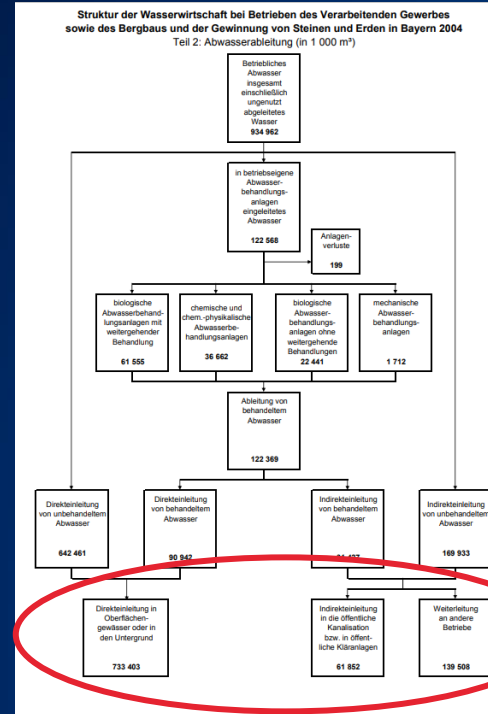 Struktur der Wasserwirtschaft bei Betrieben des Verarbeitenden Gewerbes
sowie des Bergbaus und der Gewinnung von Steinen und Erden in Bayern 2004
Teil 2: Abwasserableitung (in 1 000 m³)
Betriebliches
Abwasser
insgesamt
einschließlich
ungenutzt
abgeleitetes
Wasser
934 962
in betriebseigene
Abwasser-
behandlungs-
anlagen
eingeleitetes
Abwasser
122 568
Anlagen-
verluste
199
biologische
Abwasserbehand-
lungsanlagen mit
weitergehender
Behandlung
61 555
chemische und
chem.-physikalische
Abwasserbe-
handlungsanlagen
36 662
biologische
Abwasser-
behandlungs-
anlagen ohne
weitergehende
Behandlungen
22 441
mechanische
Abwasser-
behandlungs-
anlagen
1 712
Ableitung von
behandeltem
Abwasser
122 369
Direkteinleitung
von unbehandeltem
Abwasser
642 461
Direkteinleitung
von behandeltem
Abwasser
90 942
Indirekteinleitung
von behandeltem
Abwasser
Indirekteinleitung
von unbehandeltem
Abwasser
169 933
Direkteinleitung in
Oberflächen-
gewässer oder in
den Untergrund
733 403
Indirekteinleitung
in die öffentliche
Kanalisation
bzw. in öffent-
liche Kläranlagen
61 852
Weiterleitung
an andere
Betriebe
139 508